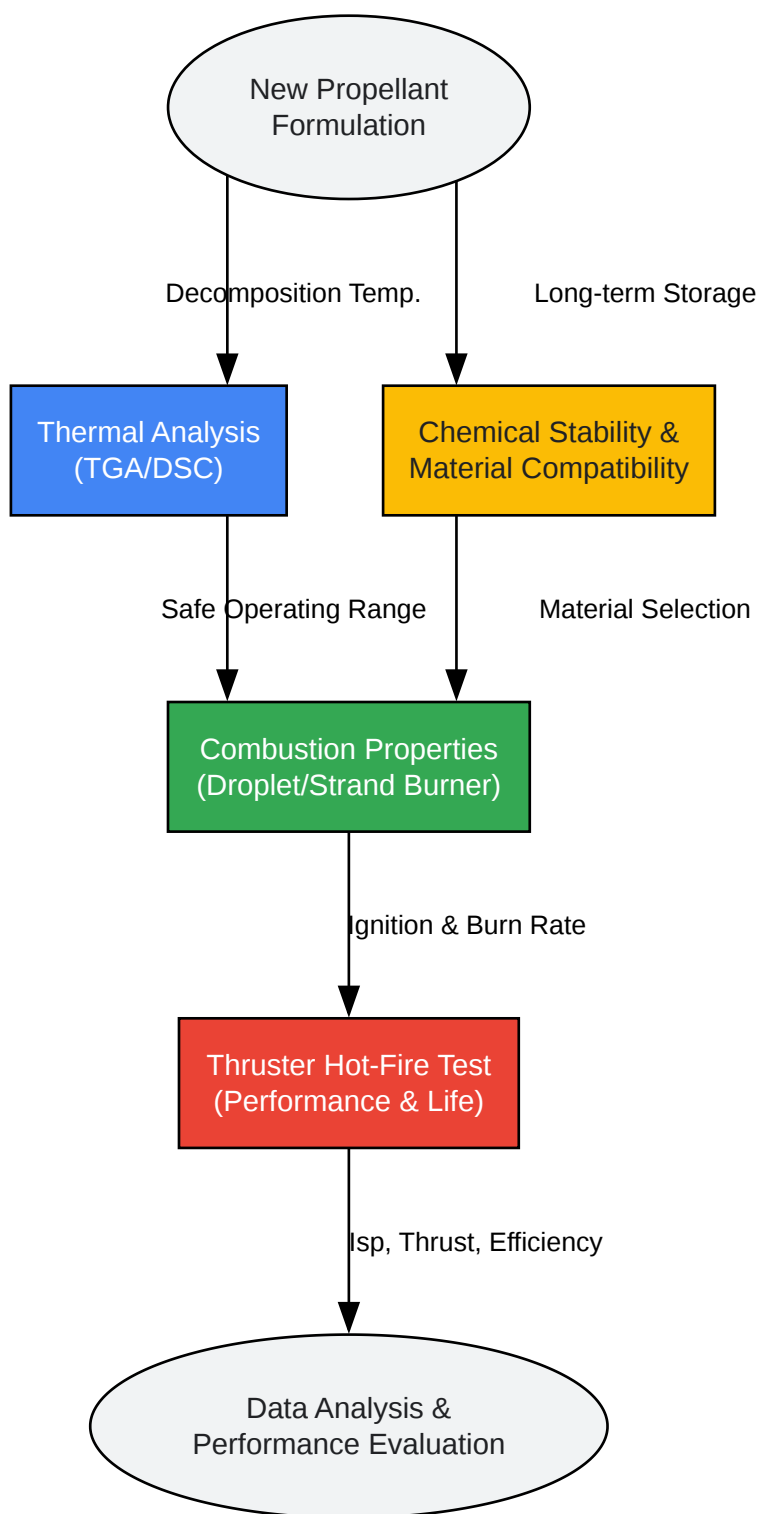 New Propellant
Formulation
Decomposition Temp.
Long-term Storage
Thermal Analysis
(TGA/DSC)
Chemical Stability &
Material Compatibility
Safe Operating Range
Material Selection
Combustion Properties
(Droplet/Strand Burner)
Ignition & Burn Rate
Thruster Hot-Fire Test
(Performance & Life)
Isp, Thrust, Efficiency
Data Analysis &
Performance Evaluation